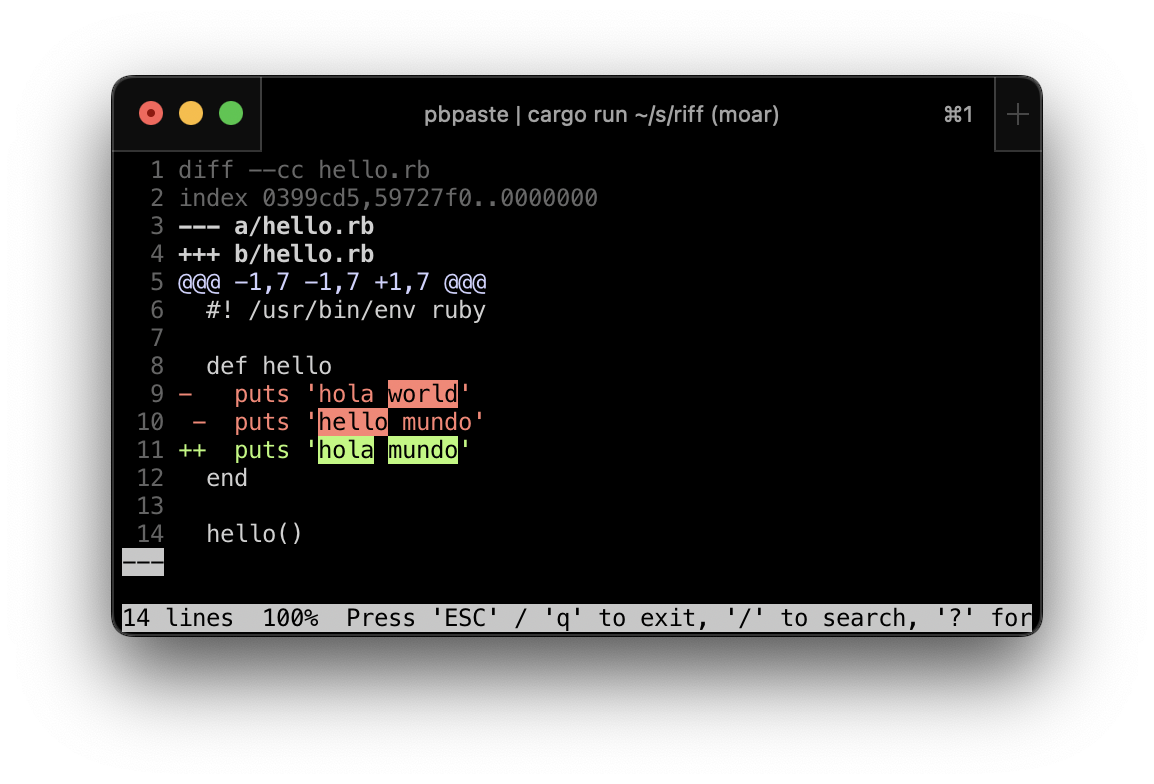 pbpaste | cargo run ~/s/riff (moar) ⌘1
1 diff --cc hello.rb
2 index 0399cd5,59727f0..0000000
3 --- a/hello.rb
4 +++ b/hello.rb
5 @@@ -1,7 -1,7 +1,7 @@@
6   #! /usr/bin/env ruby
7
8   def hello
9 -   puts 'hola world'
10  -  puts 'hello mundo'
11 ++  puts 'hola mundo'
12   end
13
14   hello()
---
14 lines  100%  Press 'ESC' / 'q' to exit, '/' to search, '?' for